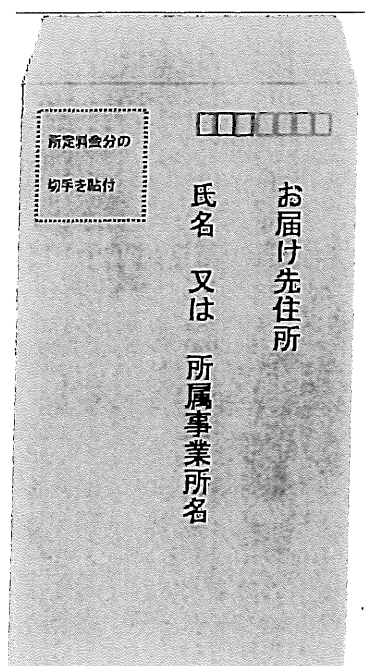 所定料金分の
切手を貼付
お届け先住所
氏名 又は 所属事業所名